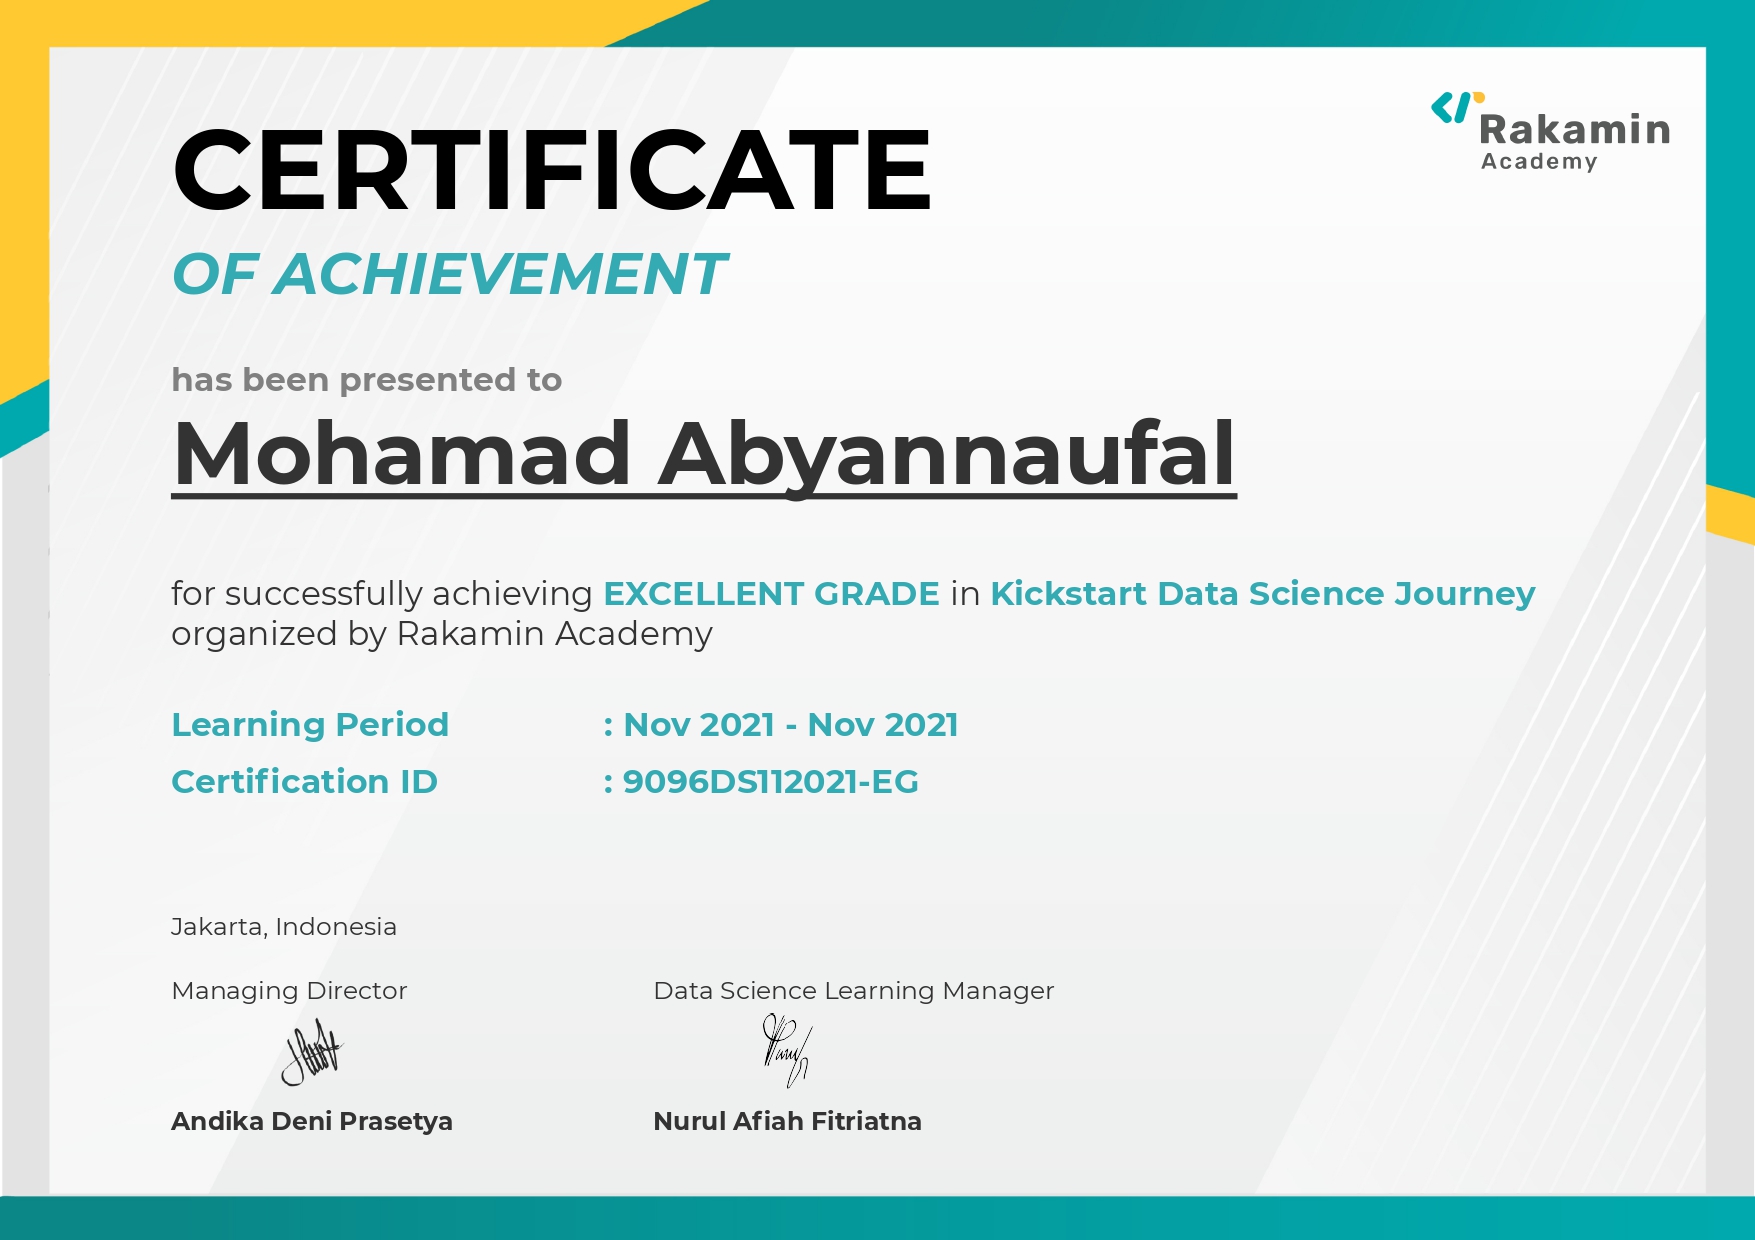 Rakamin
Academy
CERTIFICATE
OF ACHIEVEMENT
has been presented to
Mohamad Abyannaufal
for successfully achieving EXCELLENT GRADE in Kickstart Data Science Journey
organized by Rakamin Academy
Learning Period : Nov 2021 - Nov 2021
Certification ID : 9096DS112021-EG
Jakarta, Indonesia
Managing Director Data Science Learning Manager
Andika Deni Prasetya Nurul Afiah Fitriatna